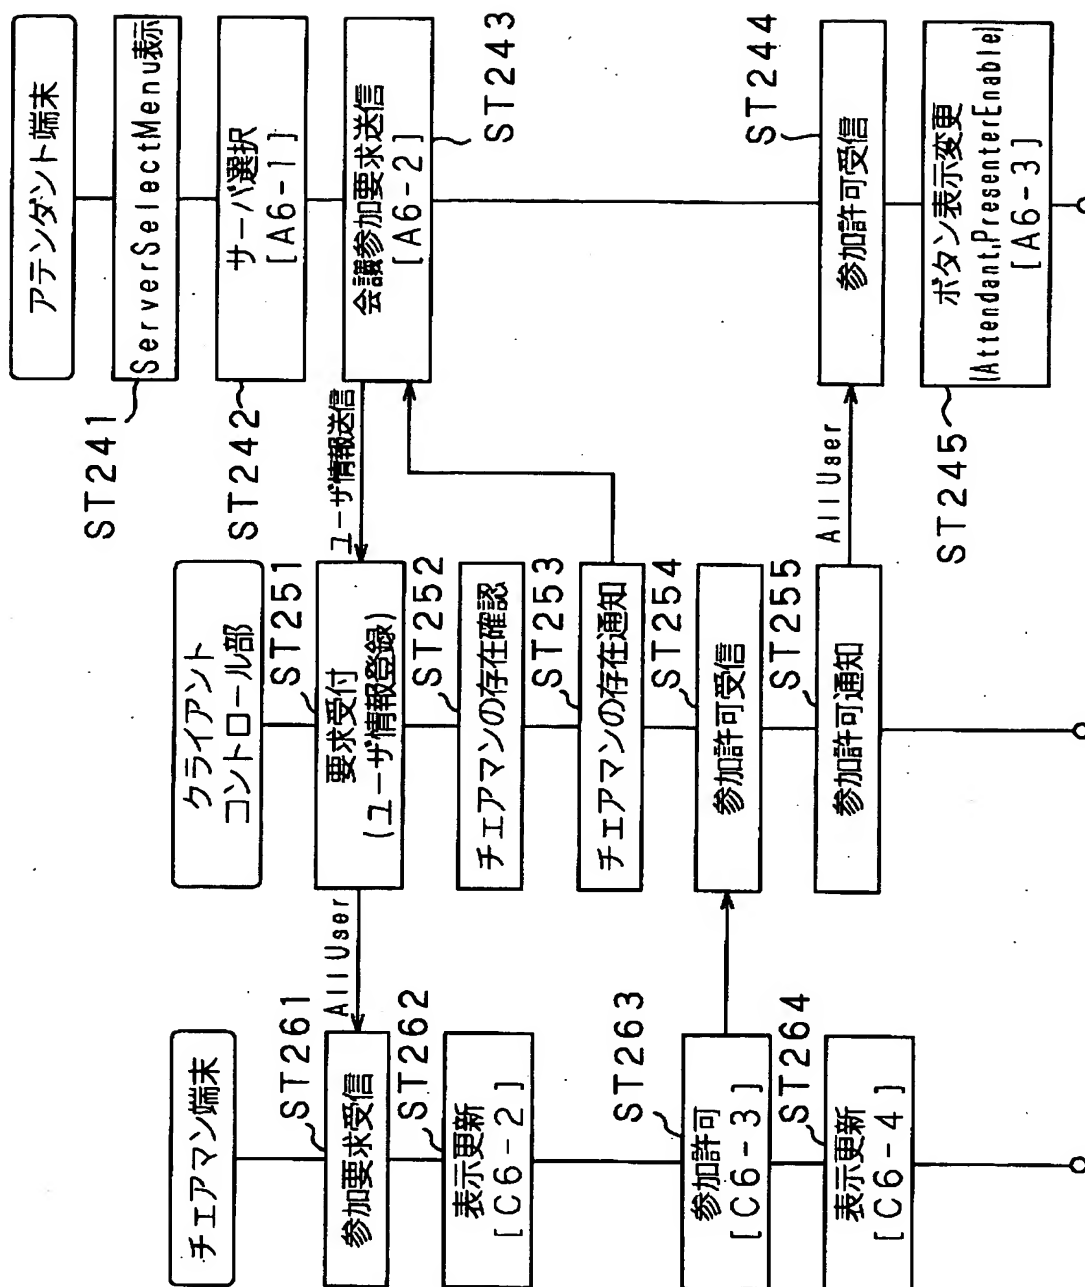 チェアマン端末
ST261
参加要求受信
ST262
表示更新
[C6-2]
ST263
参加許可
[C6-3]
ST264
表示更新
[C6-4]
All User
クライアント
コントロール部
ST251
要求受付
(ユーザ情報登録)
ST252
チェアマンの存在確認
ST253
チェアマンの存在通知
ST254
参加許可受信
ST255
参加許可通知
ユーザ情報送信
All User
アテンダント端末
ST241
ServerSelectMenu表示
ST242
サーバ選択
[A6-1]
会議参加要求送信
[A6-2]
ST243
参加許可受信
ST244
ボタン表示変更
(Attendant,PresenterEnable)
[A6-3]
ST245